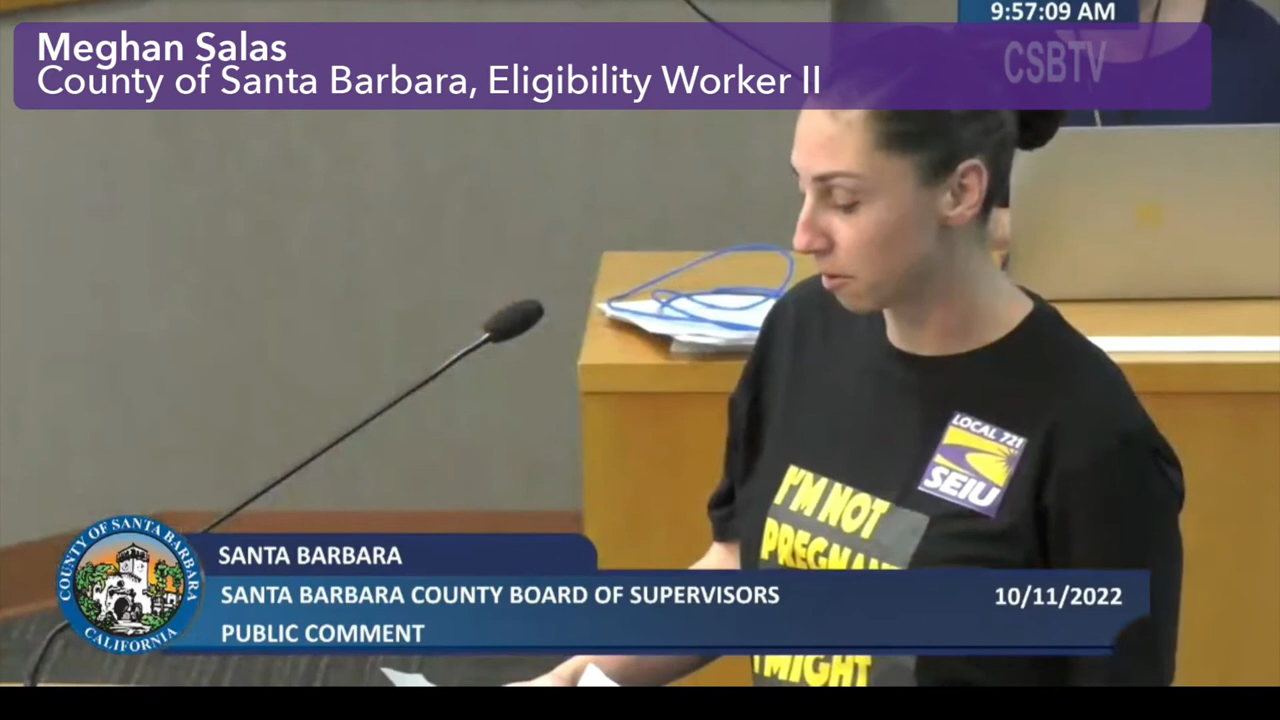 9:57:09 AM
Meghan Salas
County of Santa Barbara, Eligibility Worker II
CSBTV
LOCAL 721
SEIU
I'M NOT
MIGHT
COUNTY OF SANTA BARBARA
CALIFORNIA
SANTA BARBARA
SANTA BARBARA COUNTY BOARD OF SUPERVISORS
10/11/2022
PUBLIC COMMENT